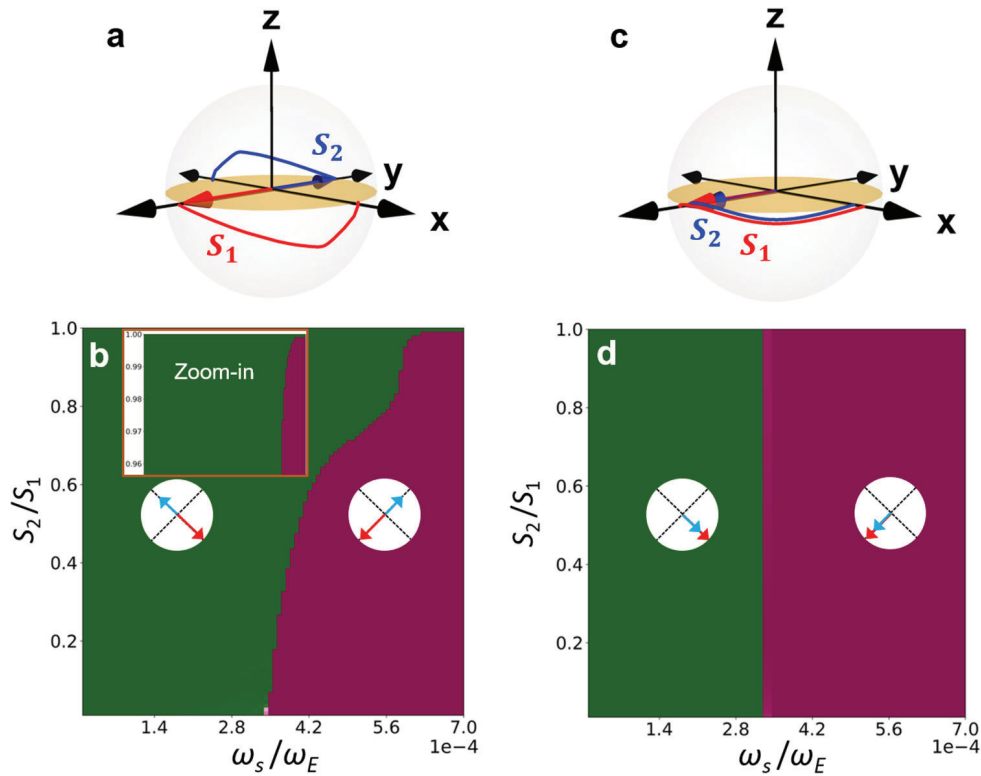 a
z
S₂
y
x
S₁
c
z
y
x
S₂
S₁
b
1.0
0.8
0.6
0.4
0.2
S₂/S₁
1.00
0.99
0.98
0.97
0.96
Zoom-in
1.4 2.8 4.2 5.6 7.0
1e−4
ωₛ/ω_E
d
1.0
0.8
0.6
0.4
0.2
S₂/S₁
1.4 2.8 4.2 5.6 7.0
1e−4
ωₛ/ω_E